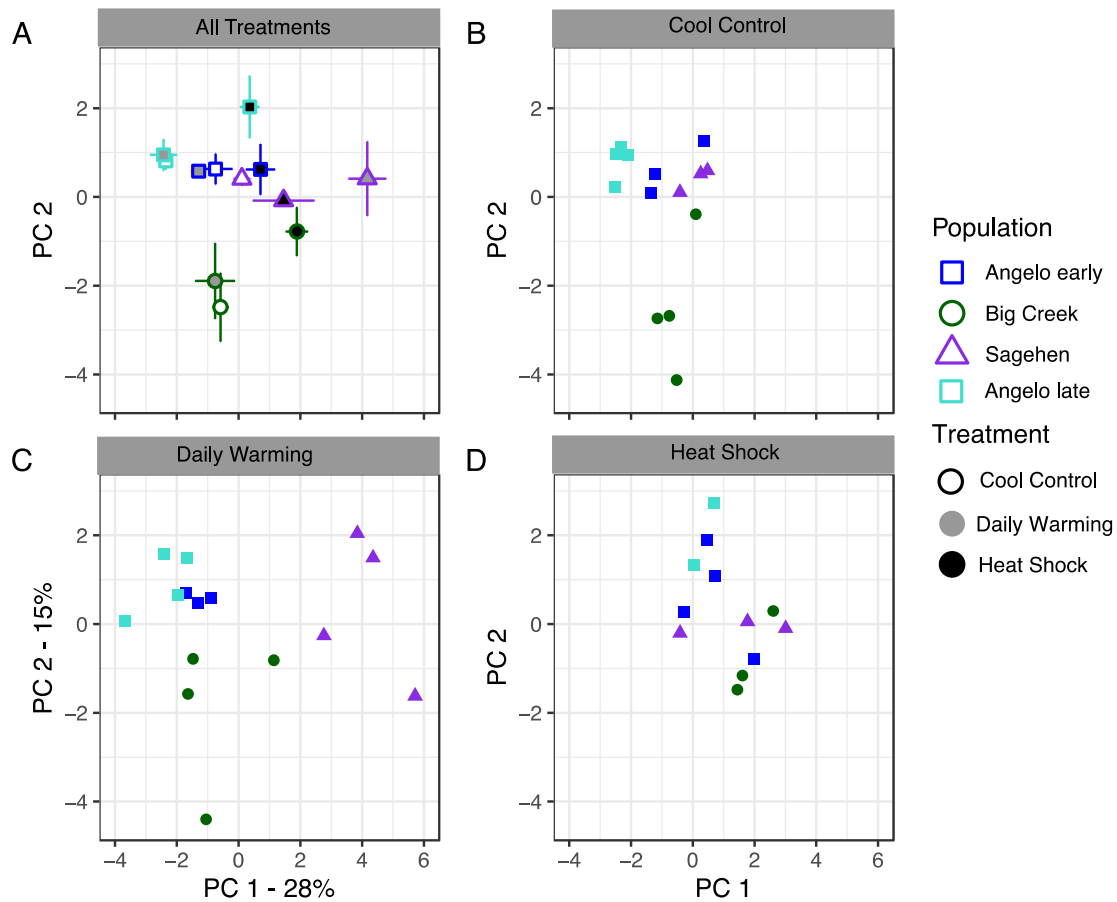 A
All Treatments
B
Cool Control
PC 2
2
0
−2
−4
PC 2
2
0
−2
−4
C
Daily Warming
D
Heat Shock
PC 2 - 15%
2
0
−2
−4
−4
−2
0
2
4
6
PC 1 - 28%
PC 2
2
0
−2
−4
−4
−2
0
2
4
6
PC 1
Population
Angelo early
Big Creek
Sagehen
Angelo late
Treatment
Cool Control
Daily Warming
Heat Shock